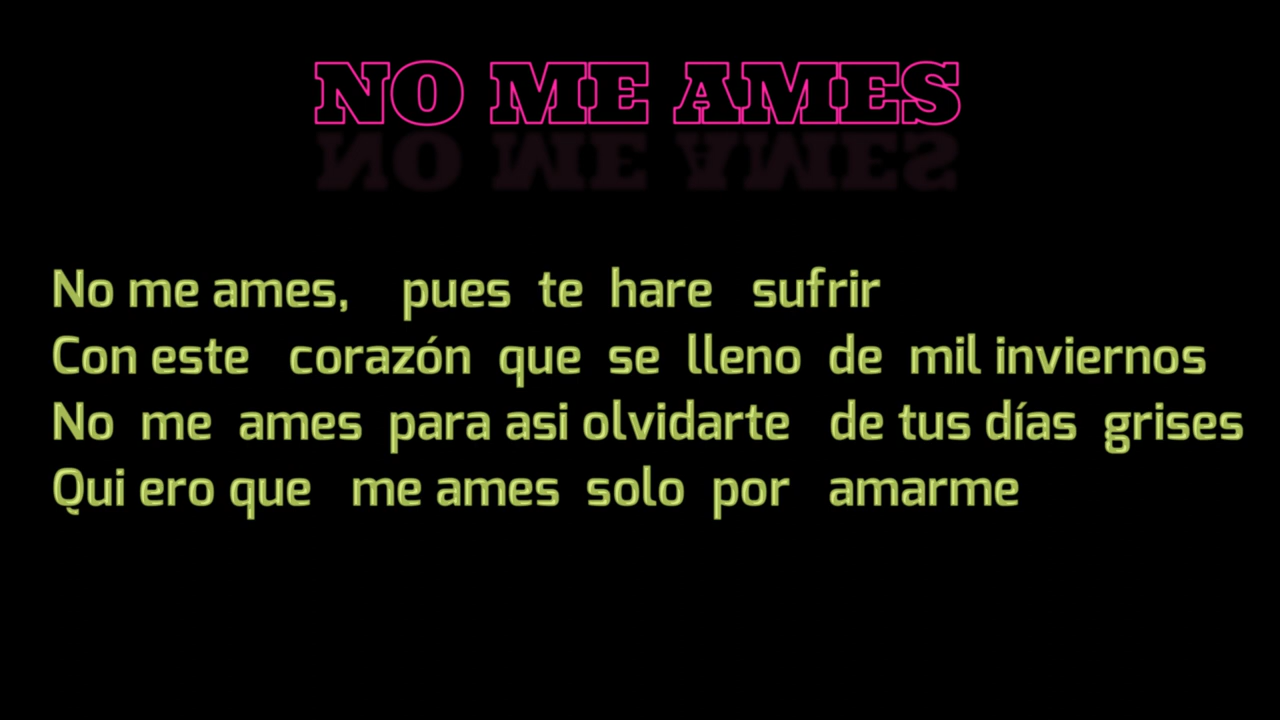 NO ME AMES
No me ames, pues te hare sufrir
Con este corazón que se lleno de mil inviernos
No me ames para asi olvidarte de tus días grises
Qui ero que me ames solo por amarme